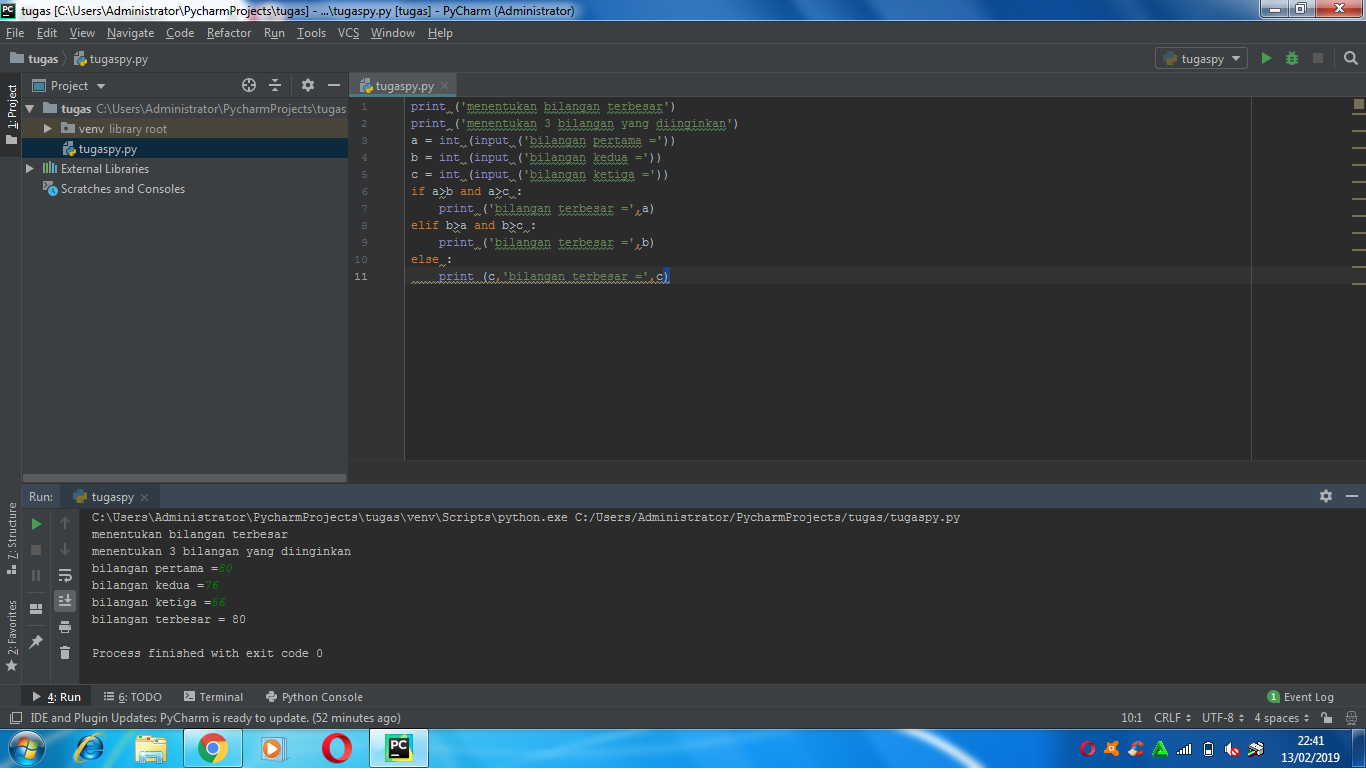 PC tugas [C:\Users\Administrator\PycharmProjects\tugas] - ...\tugaspy.py [tugas] - PyCharm (Administrator)
File Edit View Navigate Code Refactor Run Tools VCS Window Help
tugas tugaspy.py tugaspy
1: Project
Project
tugas C:\Users\Administrator\PycharmProjects\tugas
venv library root
tugaspy.py
External Libraries
Scratches and Consoles
tugaspy.py
1 print ('menentukan bilangan terbesar')
2 print ('menentukan 3 bilangan yang diinginkan')
3 a = int (input ('bilangan pertama ='))
4 b = int (input ('bilangan kedua ='))
5 c = int (input ('bilangan ketiga ='))
6 if a>b and a>c :
7 print ('bilangan terbesar =',a)
8 elif b>a and b>c :
9 print ('bilangan terbesar =',b)
10 else :
11 print (c,'bilangan terbesar =',c)
7: Structure
2: Favorites
Run: tugaspy
C:\Users\Administrator\PycharmProjects\tugas\venv\Scripts\python.exe C:/Users/Administrator/PycharmProjects/tugas/tugaspy.py
menentukan bilangan terbesar
menentukan 3 bilangan yang diinginkan
bilangan pertama =80
bilangan kedua =76
bilangan ketiga =56
bilangan terbesar = 80
Process finished with exit code 0
4: Run 6: TODO Terminal Python Console 1 Event Log
IDE and Plugin Updates: PyCharm is ready to update. (52 minutes ago) 10:1 CRLF UTF-8 4 spaces
PC
22:41
13/02/2019